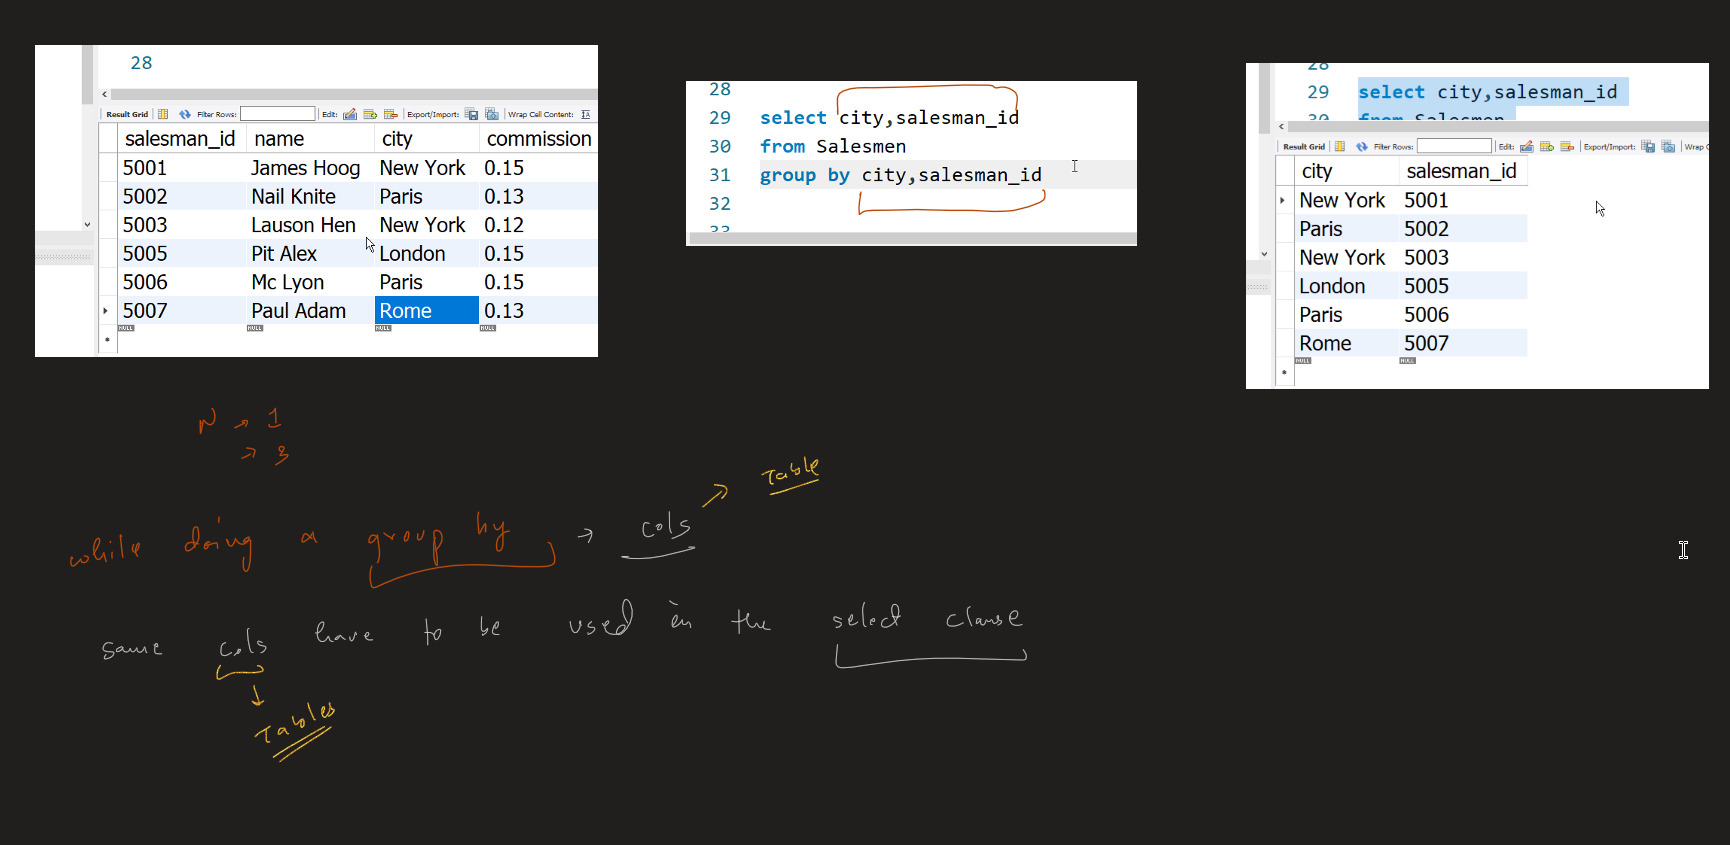 28
Result Grid Filter Rows: Edit: Export/Import: Wrap Cell Content: IA
salesman_id name city commission
5001 James Hoog New York 0.15
5002 Nail Knite Paris 0.13
5003 Lauson Hen New York 0.12
5005 Pit Alex London 0.15
5006 Mc Lyon Paris 0.15
5007 Paul Adam Rome 0.13
NULL NULL NULL NULL
28
29 select city,salesman_id
30 from Salesmen
31 group by city,salesman_id
32
33
28
29 select city,salesman_id
30 from Salesmen
Result Grid Filter Rows: Edit: Export/Import: Wrap C
city salesman_id
New York 5001
Paris 5002
New York 5003
London 5005
Paris 5006
Rome 5007
NULL NULL
N → 1
→ 3
Table
while doing a group by → cols
same cols have to be used in the select clause
Tables